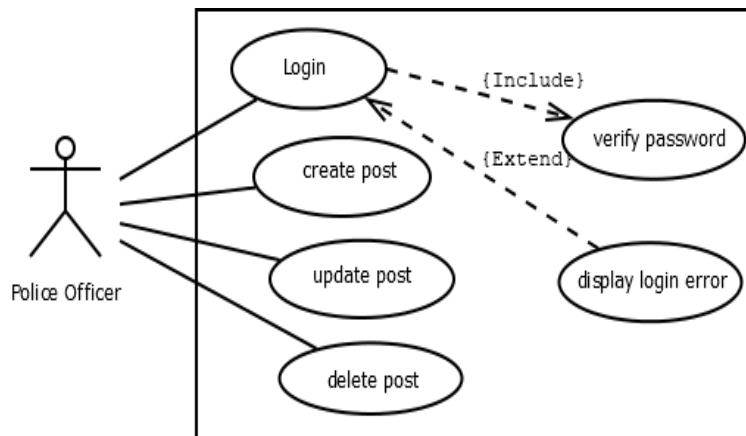 Login
{Include}
verify password
{Extend}
create post
update post
display login error
Police Officer
delete post